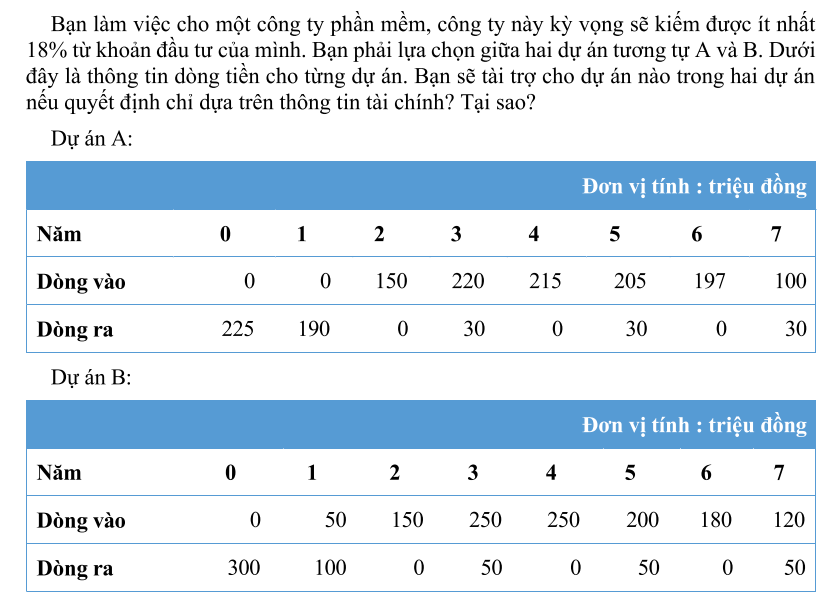 Bạn làm việc cho một công ty phần mềm, công ty này kỳ vọng sẽ kiếm được ít nhất
18% từ khoản đầu tư của mình. Bạn phải lựa chọn giữa hai dự án tương tự A và B. Dưới
đây là thông tin dòng tiền cho từng dự án. Bạn sẽ tài trợ cho dự án nào trong hai dự án
nếu quyết định chỉ dựa trên thông tin tài chính? Tại sao?
Dự án A:
Đơn vị tính : triệu đồng
Năm 0 1 2 3 4 5 6 7
Dòng vào 0 0 150 220 215 205 197 100
Dòng ra 225 190 0 30 0 30 0 30
Dự án B:
Đơn vị tính : triệu đồng
Năm 0 1 2 3 4 5 6 7
Dòng vào 0 50 150 250 250 200 180 120
Dòng ra 300 100 0 50 0 50 0 50